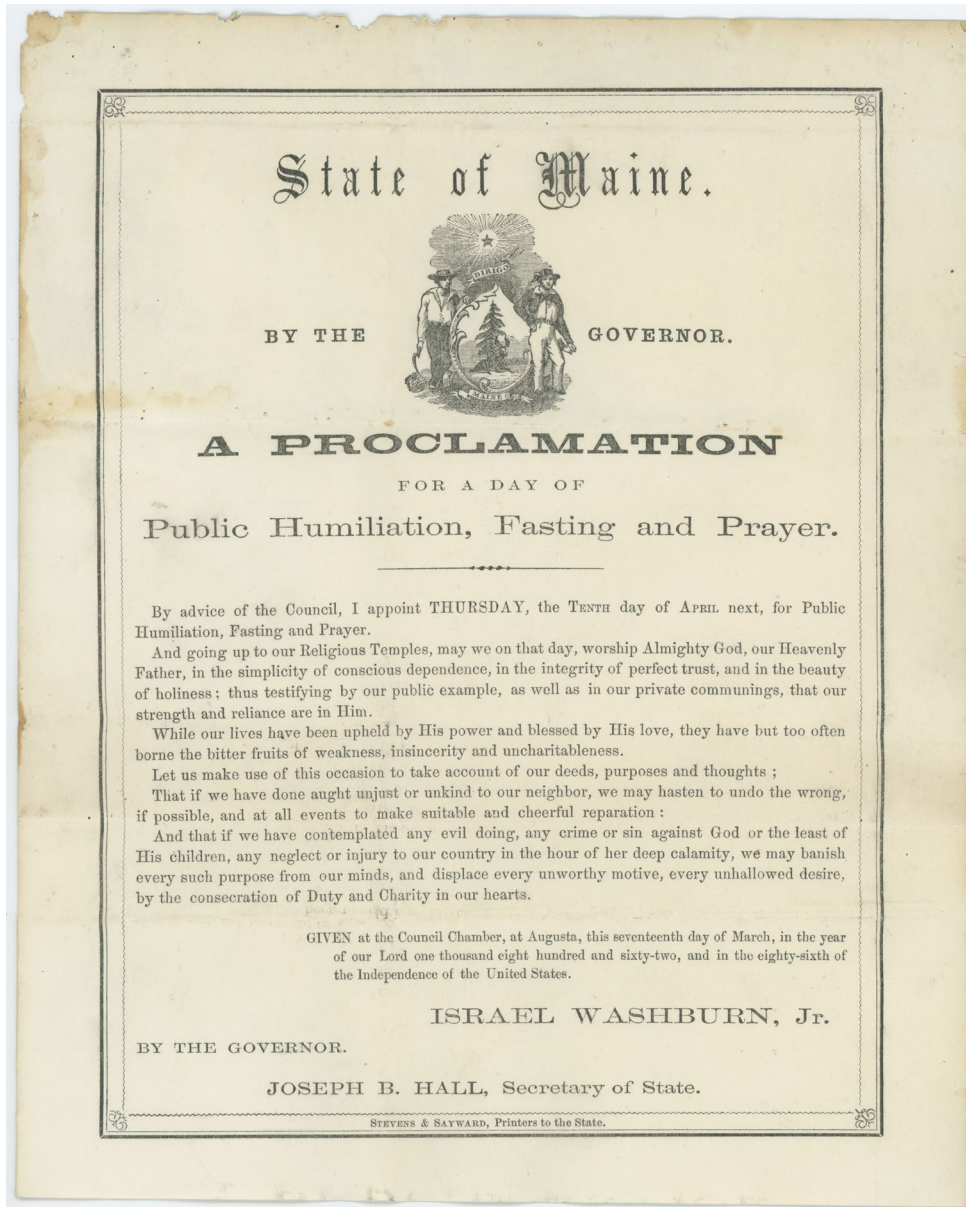 State of Maine.
DIRIGO
BY THE GOVERNOR.
MAINE
A PROCLAMATION
FOR A DAY OF
Public Humiliation, Fasting and Prayer.
By advice of the Council, I appoint THURSDAY, the TENTH day of APRIL next, for Public
Humiliation, Fasting and Prayer.
And going up to our Religious Temples, may we on that day, worship Almighty God, our Heavenly
Father, in the simplicity of conscious dependence, in the integrity of perfect trust, and in the beauty
of holiness; thus testifying by our public example, as well as in our private communings, that our
strength and reliance are in Him.
While our lives have been upheld by His power and blessed by His love, they have but too often
borne the bitter fruits of weakness, insincerity and uncharitableness.
Let us make use of this occasion to take account of our deeds, purposes and thoughts;
That if we have done aught unjust or unkind to our neighbor, we may hasten to undo the wrong,
if possible, and at all events to make suitable and cheerful reparation:
And that if we have contemplated any evil doing, any crime or sin against God or the least of
His children, any neglect or injury to our country in the hour of her deep calamity, we may banish
every such purpose from our minds, and displace every unworthy motive, every unhallowed desire,
by the consecration of Duty and Charity in our hearts.
GIVEN at the Council Chamber, at Augusta, this seventeenth day of March, in the year
of our Lord one thousand eight hundred and sixty-two, and in the eighty-sixth of
the Independence of the United States.
ISRAEL WASHBURN, Jr.
BY THE GOVERNOR.
JOSEPH B. HALL, Secretary of State.
STEVENS & SAYWARD, Printers to the State.